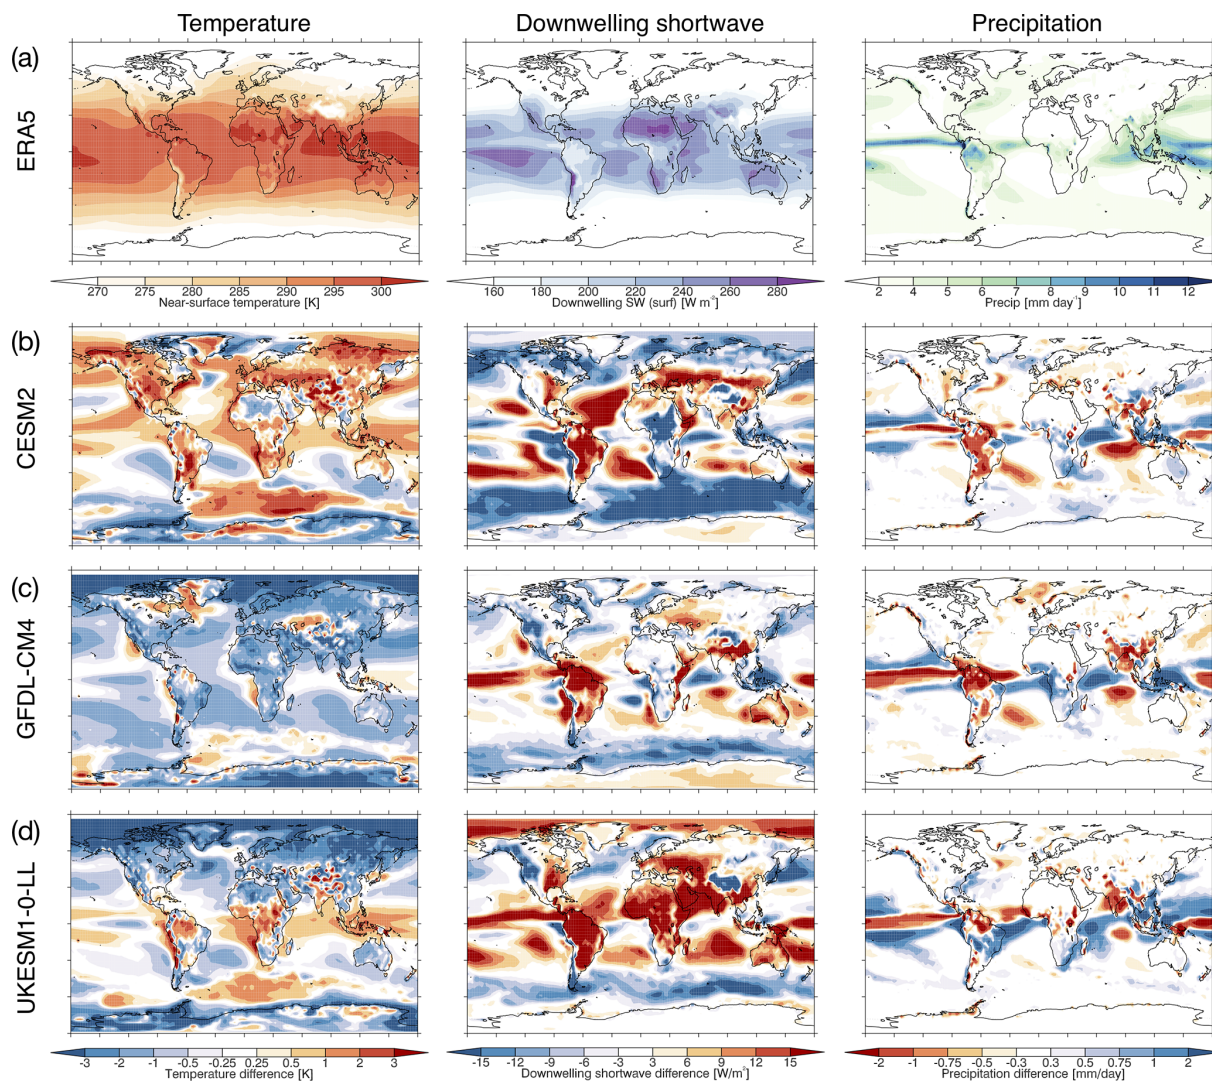 Temperature
Downwelling shortwave
Precipitation
(a)
ERA5
270 275 280 285 290 295 300
Near-surface temperature [K]
160 180 200 220 240 260 280
Downwelling SW (surf) [W m⁻²]
2 4 5 6 7 8 9 10 11 12
Precip [mm day⁻¹]
(b)
CESM2
(c)
GFDL-CM4
(d)
UKESM1-0-LL
-3 -2 -1 -0.5 -0.25 0.25 0.5 1 2 3
Temperature difference [K]
-15 -12 -9 -6 -3 3 6 9 12 15
Downwelling shortwave difference [W/m²]
-2 -1 -0.75 -0.5 -0.3 0.3 0.5 0.75 1 2
Precipitation difference [mm/day]